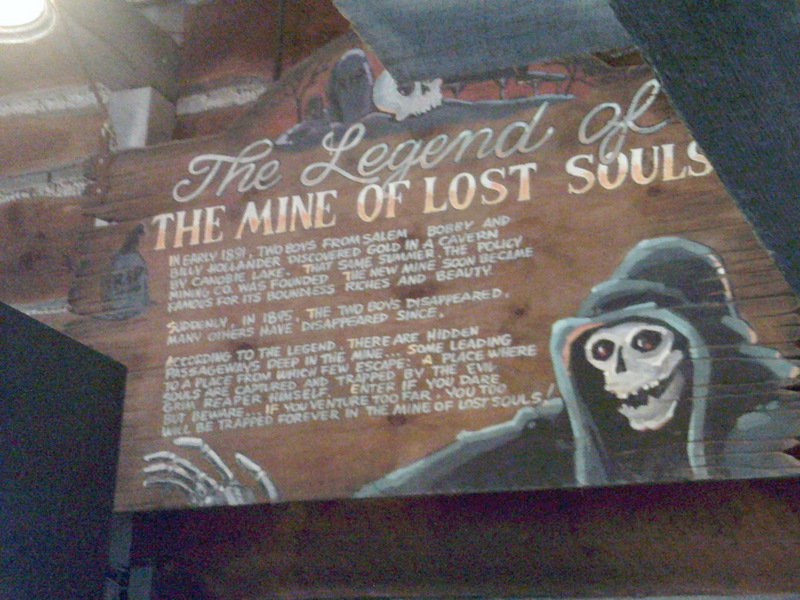 The Legend of
THE MINE OF LOST SOULS
IN EARLY 1891, TWO BOYS FROM SALEM, BOBBY AND
BILLY HOLLANDER DISCOVERED GOLD IN A CAVERN
BY CANOBIE LAKE. THAT SAME SUMMER, THE POLICY
MINING CO. WAS FOUNDED. THE NEW MINE SOON BECAME
FAMOUS FOR ITS BOUNDLESS RICHES AND BEAUTY.
SUDDENLY, IN 1895, THE TWO BOYS DISAPPEARED.
MANY OTHERS HAVE DISAPPEARED SINCE.
ACCORDING TO THE LEGEND, THERE ARE HIDDEN
PASSAGEWAYS DEEP IN THE MINE... SOME LEADING
TO A PLACE FROM WHICH FEW ESCAPE. A PLACE WHERE
SOULS ARE CAPTURED AND TRAPPED BY THE EVIL
GRIM REAPER HIMSELF. ENTER IF YOU DARE
BUT BEWARE... IF YOU VENTURE TOO FAR, YOU TOO
WILL BE TRAPPED FOREVER IN THE MINE OF LOST SOULS!
RIP